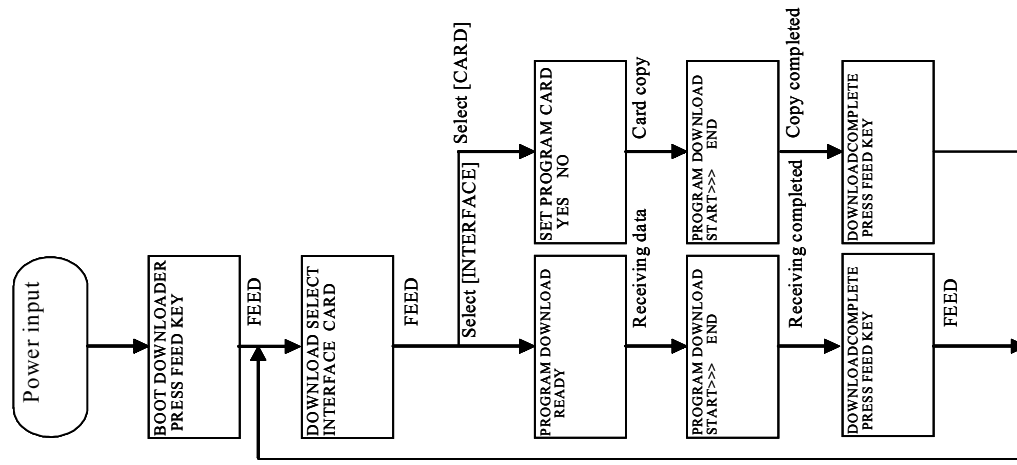 Power input
BOOT DOWNLOADER
PRESS FEED KEY
FEED
DOWNLOAD SELECT
INTERFACE CARD
FEED
Select [INTERFACE]
Select [CARD]
PROGRAM DOWNLOAD
READY
Receiving data
PROGRAM DOWNLOAD
START>>> END
Receiving completed
DOWNLOADCOMPLETE
PRESS FEED KEY
FEED
SET PROGRAM CARD
YES NO
Card copy
PROGRAM DOWNLOAD
START>>> END
Copy completed
DOWNLOADCOMPLETE
PRESS FEED KEY